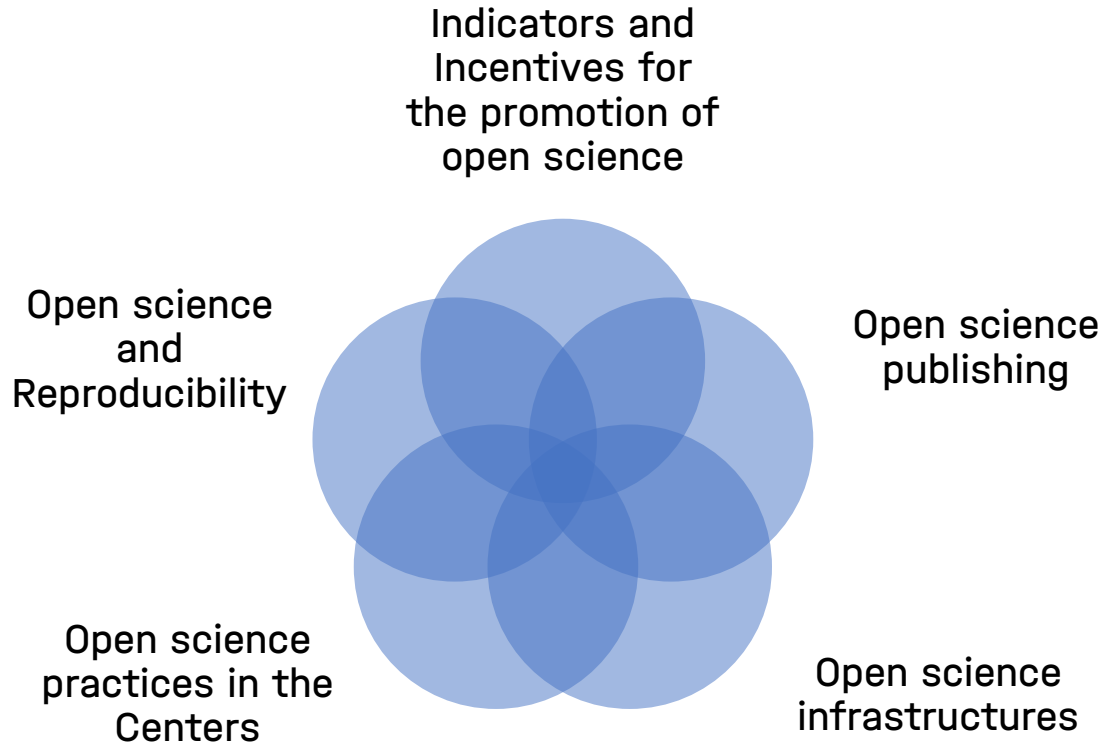 Indicators and
Incentives for
the promotion of
open science
Open science
and
Reproducibility
Open science
publishing
Open science
practices in the
Centers
Open science
infrastructures